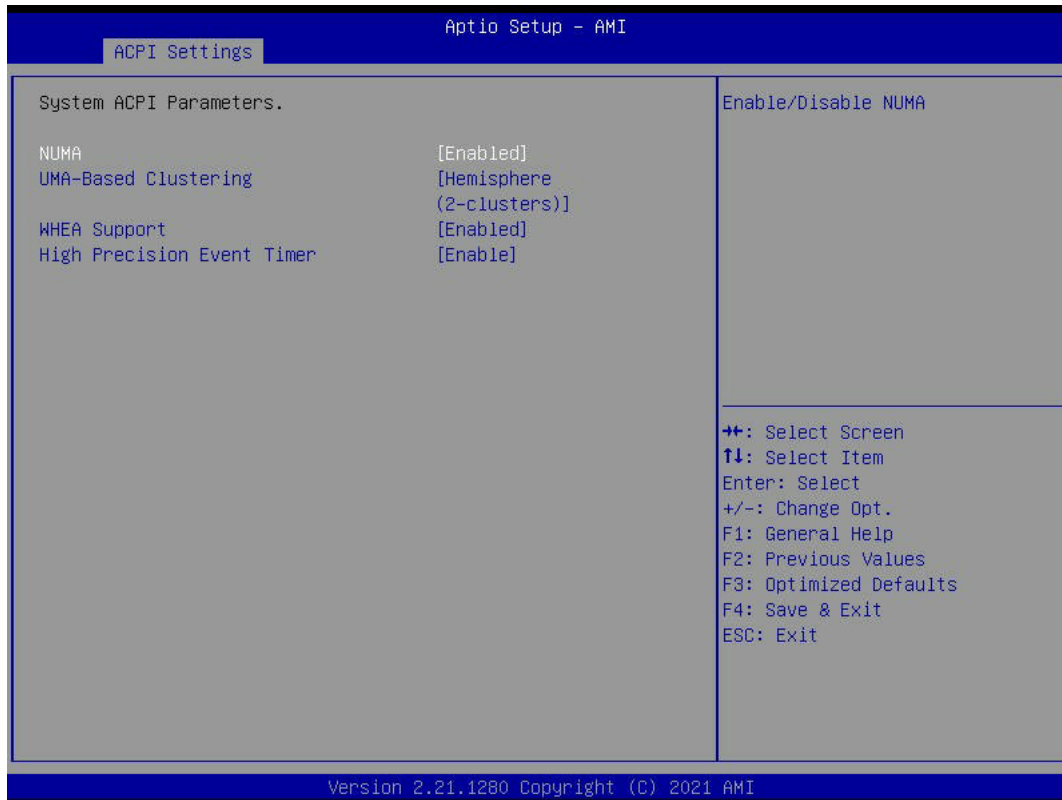 Aptio Setup – AMI
ACPI Settings
System ACPI Parameters.
NUMA [Enabled]
UMA-Based Clustering [Hemisphere
(2-clusters)]
WHEA Support [Enabled]
High Precision Event Timer [Enable]
Enable/Disable NUMA
→←: Select Screen
↑↓: Select Item
Enter: Select
+/-: Change Opt.
F1: General Help
F2: Previous Values
F3: Optimized Defaults
F4: Save & Exit
ESC: Exit
Version 2.21.1280 Copyright (C) 2021 AMI